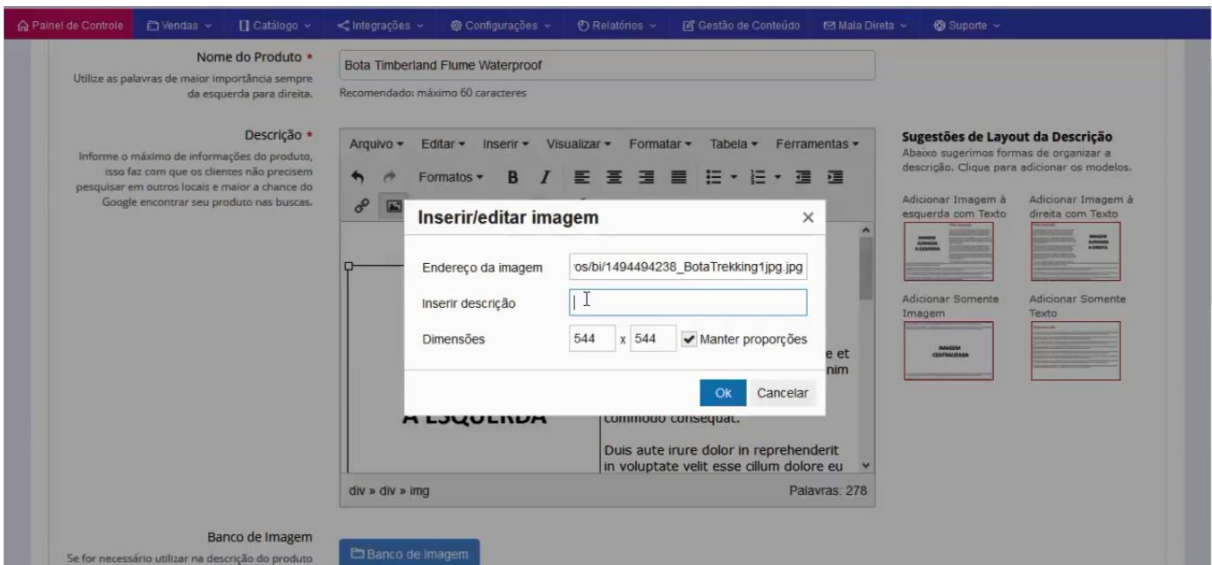 Painel de Controle Vendas Catálogo Integrações Configurações Relatórios Gestão de Conteúdo Mala Direta Suporte
Nome do Produto *
Utilize as palavras de maior importância sempre
da esquerda para direita.
Bota Timberland Flume Waterproof
Recomendado: máximo 60 caracteres
Descrição *
Informe o máximo de informações do produto,
isso faz com que os clientes não precisem
pesquisar em outros locais e maior a chance do
Google encontrar seu produto nas buscas.
Arquivo Editar Inserir Visualizar Formatar Tabela Ferramentas
Formatos B I
Inserir/editar imagem ×
Endereço da imagem ros/bi/1494494238_BotaTrekking1jpg.jpg
Inserir descrição
Dimensões 544 x 544 Manter proporções
Ok Cancelar
e et
nim
A ESQUERDA
commodo consequat.
Duis aute irure dolor in reprehenderit
in voluptate velit esse cillum dolore eu
div » div » img Palavras: 278
Sugestões de Layout da Descrição
Abaixo sugerimos formas de organizar a
descrição. Clique para adicionar os modelos.
Adicionar Imagem à
esquerda com Texto
Adicionar Imagem à
direita com Texto
Adicionar Somente
Imagem
IMAGEM
CENTRALIZADA
Adicionar Somente
Texto
Banco de Imagem
Se for necessário utilizar na descrição do produto
Banco de Imagem